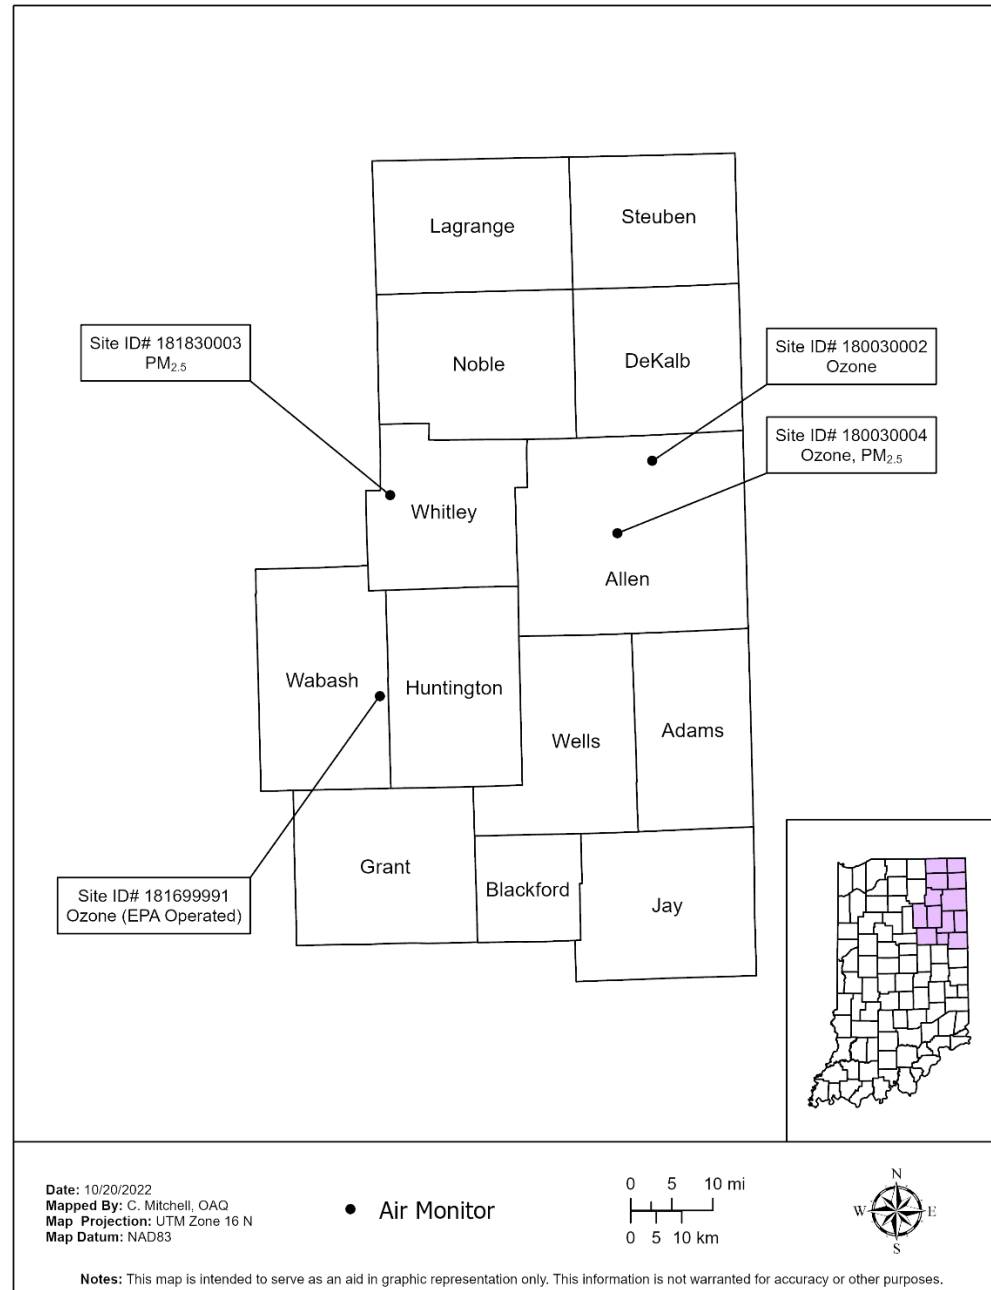 Lagrange
Steuben
Site ID# 181830003
PM2.5
Noble
DeKalb
Site ID# 180030002
Ozone
Site ID# 180030004
Ozone, PM2.5
Whitley
Allen
Wabash
Huntington
Wells
Adams
Grant
Blackford
Jay
Site ID# 181699991
Ozone (EPA Operated)
Date: 10/20/2022
Mapped By: C. Mitchell, OAQ
Map Projection: UTM Zone 16 N
Map Datum: NAD83
Air Monitor
0 5 10 mi
0 5 10 km
N
W E
S
Notes: This map is intended to serve as an aid in graphic representation only. This information is not warranted for accuracy or other purposes.